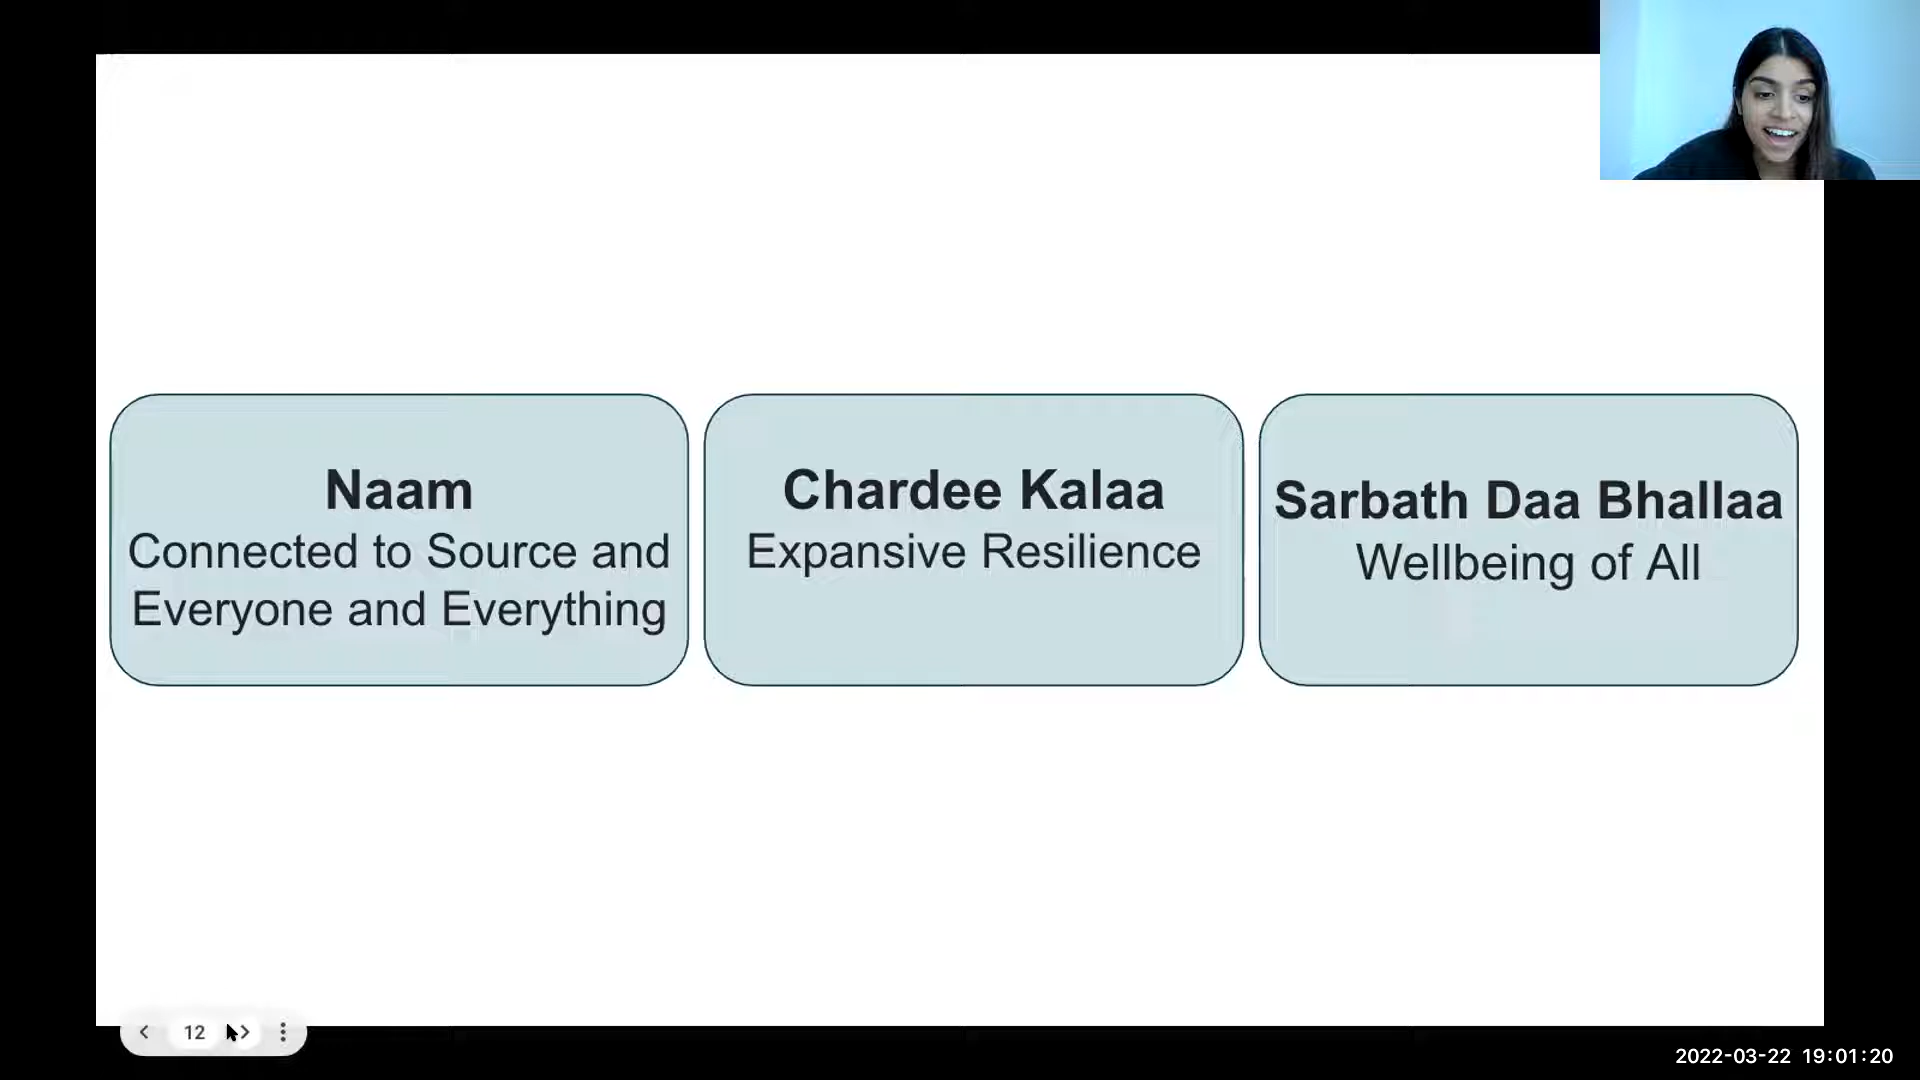 Naam
Connected to Source and
Everyone and Everything
Chardee Kalaa
Expansive Resilience
Sarbath Daa Bhallaa
Wellbeing of All
12
2022-03-22 19:01:20